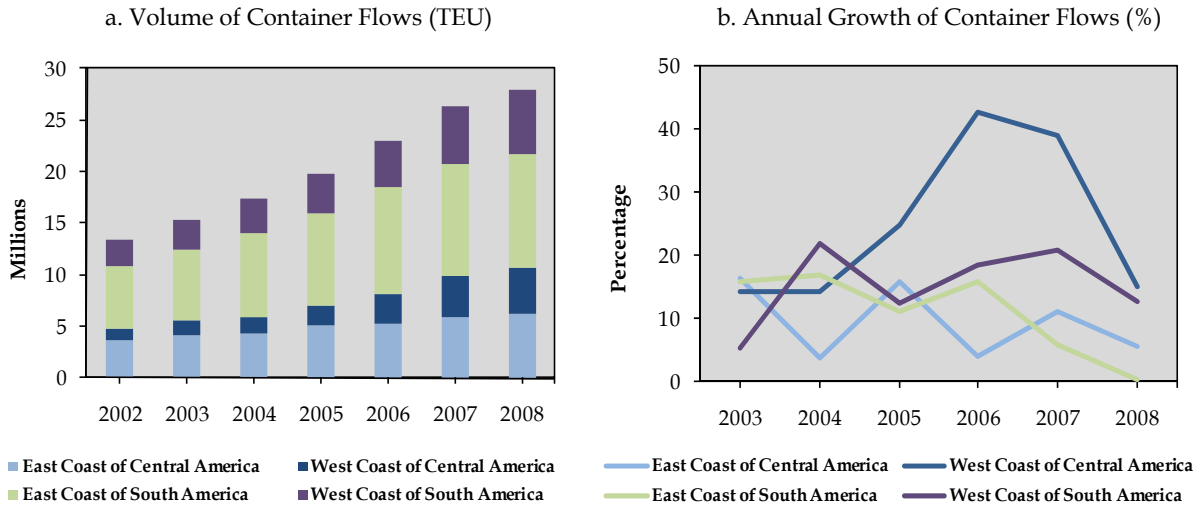 a. Volume of Container Flows (TEU)
30
25
20
15
10
5
0
Millions
2002 2003 2004 2005 2006 2007 2008
East Coast of Central America West Coast of Central America
East Coast of South America West Coast of South America
b. Annual Growth of Container Flows (%)
50
40
30
20
10
0
Percentage
2003 2004 2005 2006 2007 2008
East Coast of Central America West Coast of Central America
East Coast of South America West Coast of South America